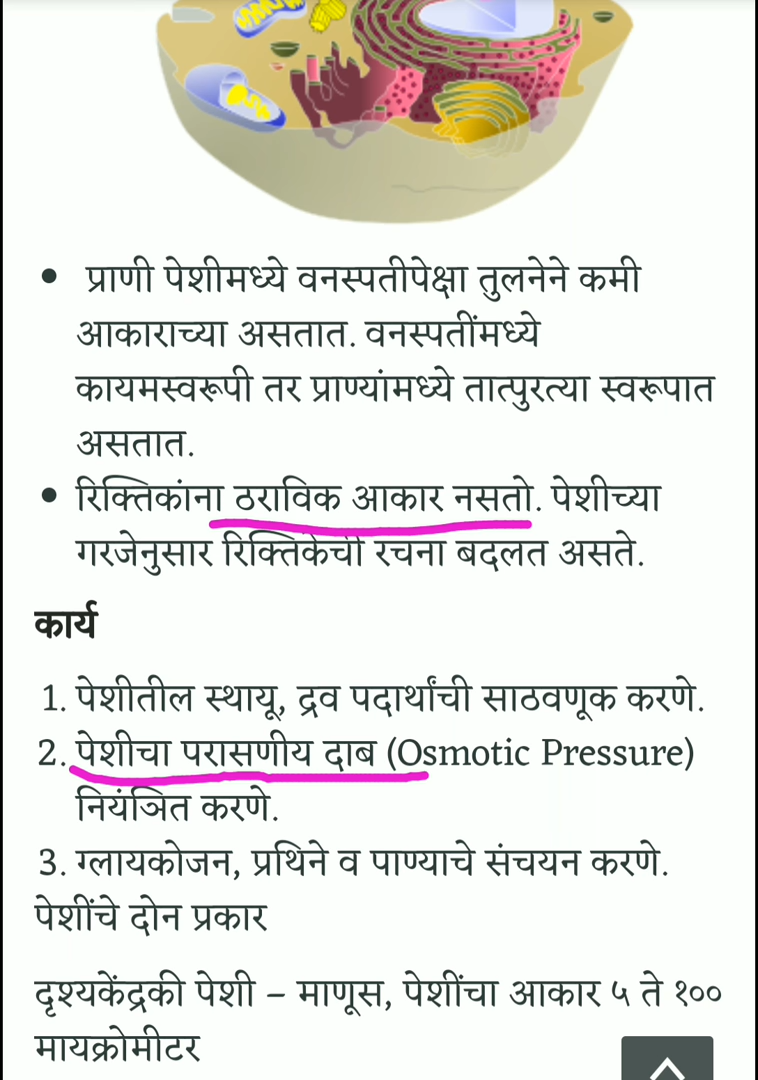 • प्राणी पेशीमध्ये वनस्पतीपेक्षा तुलनेने कमी
आकाराच्या असतात. वनस्पतींमध्ये
कायमस्वरूपी तर प्राण्यांमध्ये तात्पुरत्या स्वरूपात
असतात.
• रिक्तिकांना ठराविक आकार नसतो. पेशीच्या
गरजेनुसार रिक्तिकेची रचना बदलत असते.
कार्य
1. पेशीतील स्थायू, द्रव पदार्थांची साठवणूक करणे.
2. पेशीचा परासणीय दाब (Osmotic Pressure)
नियंञित करणे.
3. ग्लायकोजन, प्रथिने व पाण्याचे संचयन करणे.
पेशींचे दोन प्रकार
दृश्यकेंद्रकी पेशी – माणूस, पेशींचा आकार ५ ते १००
मायक्रोमीटर